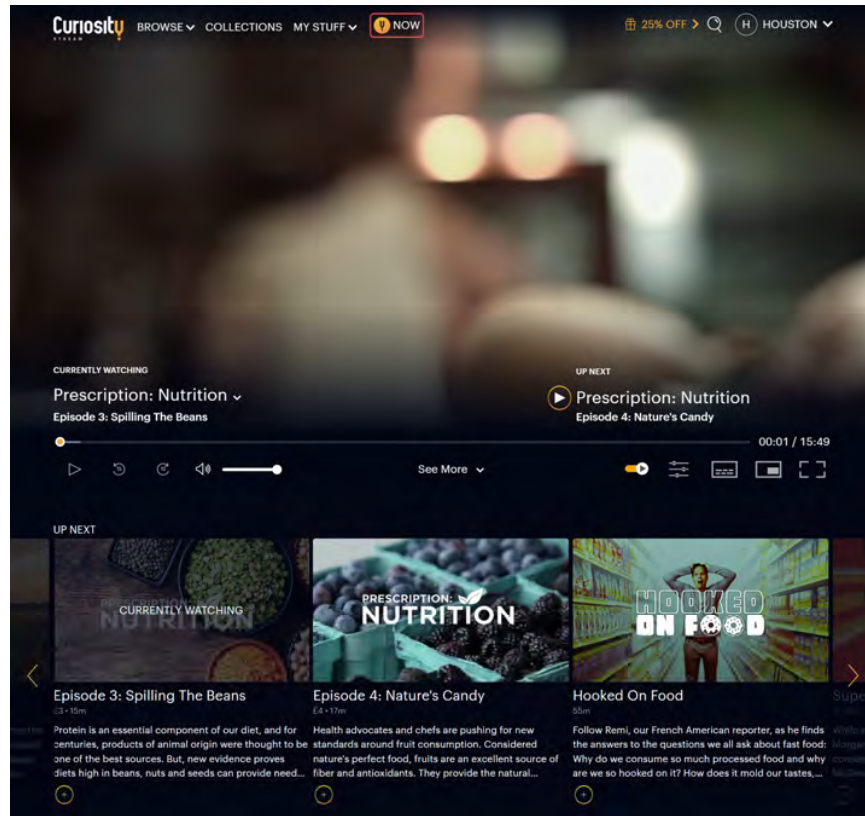 Curiosity
STREAM
BROWSE
COLLECTIONS
MY STUFF
NOW
25% OFF
H
HOUSTON
CURRENTLY WATCHING
Prescription: Nutrition
Episode 3: Spilling The Beans
UP NEXT
Prescription: Nutrition
Episode 4: Nature's Candy
00:01 / 15:49
See More
UP NEXT
CURRENTLY WATCHING
NUTRITION
Episode 3: Spilling The Beans
E3 • 15m
Protein is an essential component of our diet, and for
centuries, products of animal origin were thought to be
one of the best sources. But, new evidence proves
diets high in beans, nuts and seeds can provide need...
PRESCRIPTION:
NUTRITION
Episode 4: Nature's Candy
E4 • 17m
Health advocates and chefs are pushing for new
standards around fruit consumption. Considered
nature's perfect food, fruits are an excellent source of
fiber and antioxidants. They provide the natural...
HOOKED
ON FOOD
Hooked On Food
55m
Follow Remi, our French American reporter, as he finds
the answers to the questions we all ask about fast food:
Why do we consume so much processed food and why
are we so hooked on it? How does it mold our tastes,...